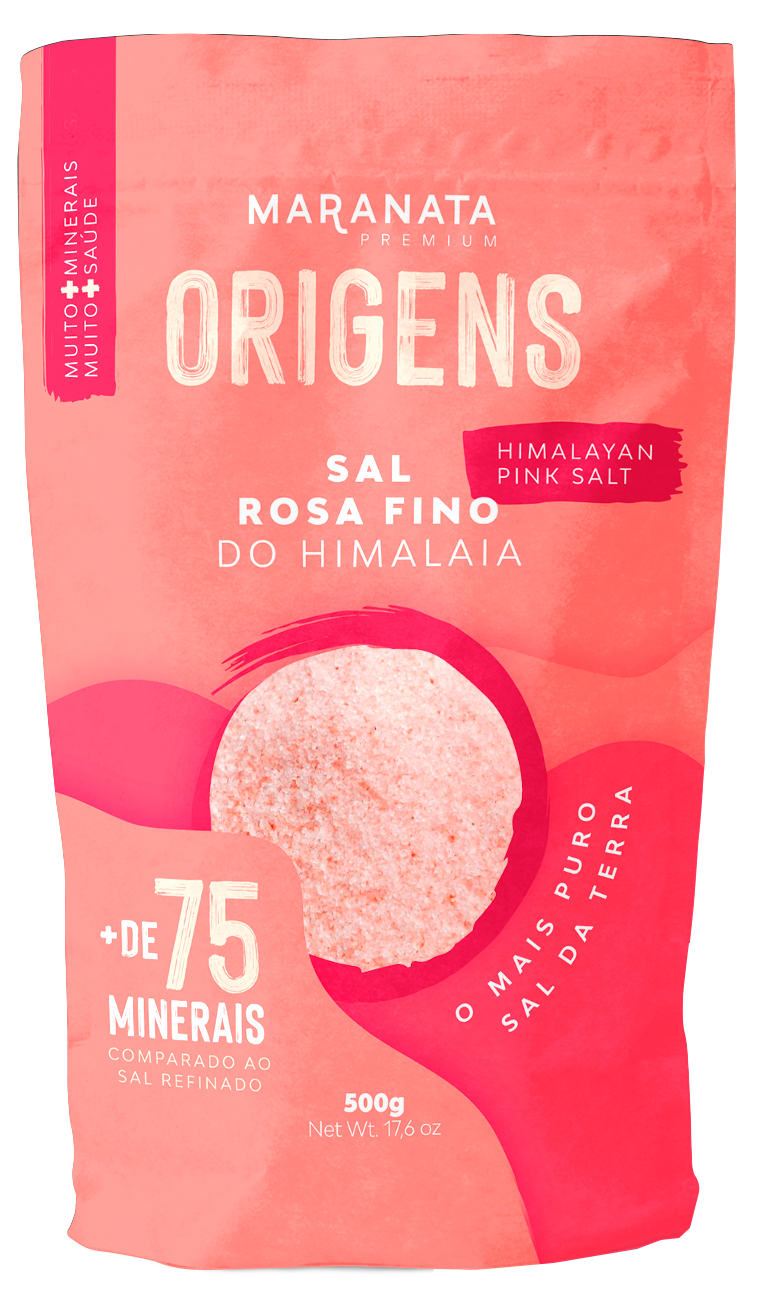 MUITO+MINERAIS
MUITO+SAÚDE
MARANATA
PREMIUM
ORIGENS
HIMALAYAN
PINK SALT
SAL
ROSA FINO
DO HIMALAIA
O MAIS PURO
SAL DA TERRA
+DE 75
MINERAIS
COMPARADO AO
SAL REFINADO
500g
Net Wt. 17,6 oz